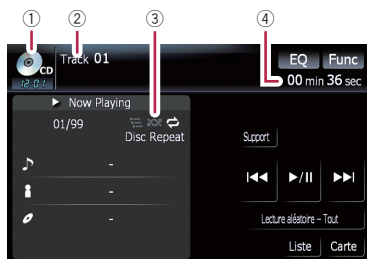 ① ② ③ ④
CD
Track 01
EQ Func
12:01
00 min 36 sec
Now Playing
01/99
Disc Repeat
Support
-
-
-
Lecture aléatoire – Tout
Liste Carte